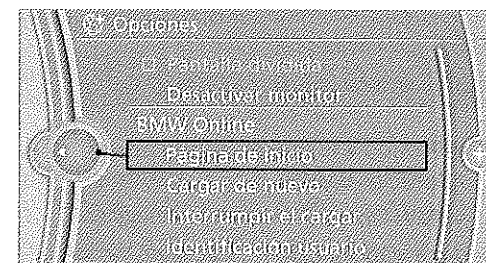 Opciones
Pantalla dividida
Desactivar monitor
BMW Online
Página de inicio
Cargar de nuevo
Interrumpir el cargar
Identificación usuario